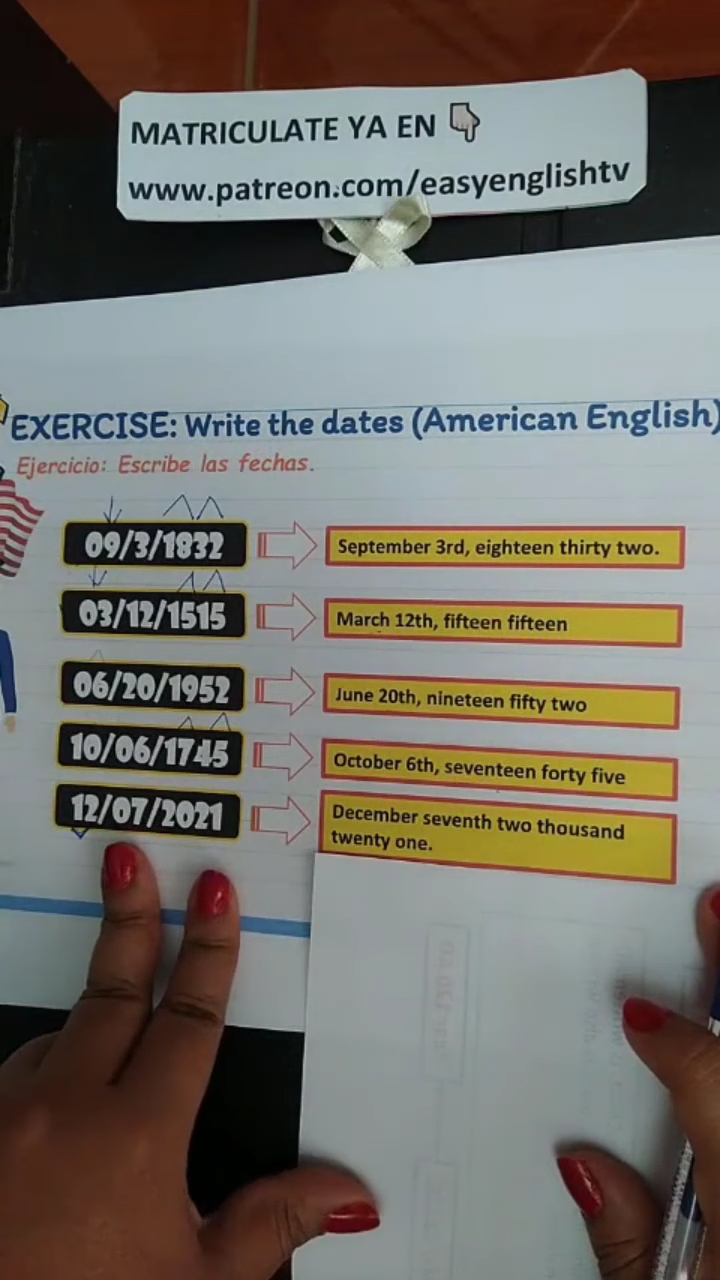 MATRICULATE YA EN
www.patreon.com/easyenglishtv
EXERCISE: Write the dates (American English)
Ejercicio: Escribe las fechas.
09/3/1832
September 3rd, eighteen thirty two.
03/12/1515
March 12th, fifteen fifteen
06/20/1952
June 20th, nineteen fifty two
10/06/1745
October 6th, seventeen forty five
12/07/2021
December seventh two thousand
twenty one.